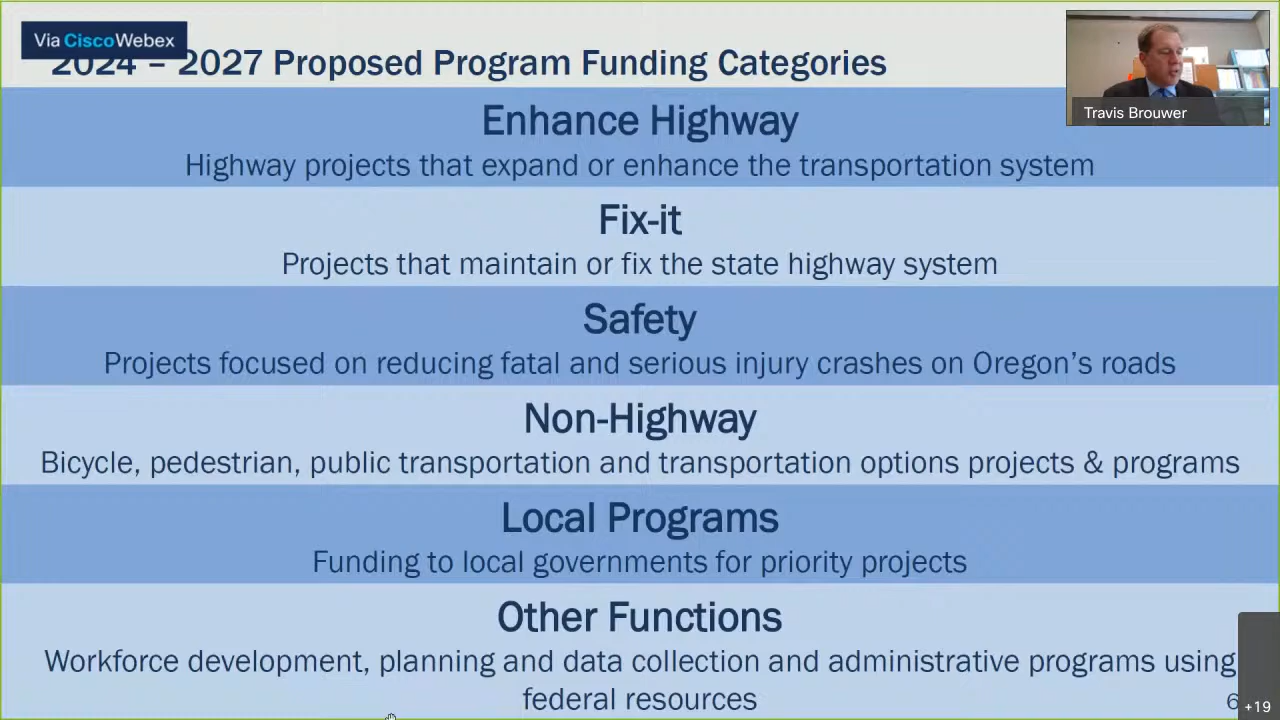 Via CiscoWebex
2024 – 2027 Proposed Program Funding Categories
Travis Brouwer
Enhance Highway
Highway projects that expand or enhance the transportation system
Fix-it
Projects that maintain or fix the state highway system
Safety
Projects focused on reducing fatal and serious injury crashes on Oregon’s roads
Non-Highway
Bicycle, pedestrian, public transportation and transportation options projects & programs
Local Programs
Funding to local governments for priority projects
Other Functions
Workforce development, planning and data collection and administrative programs using
federal resources
6
+19